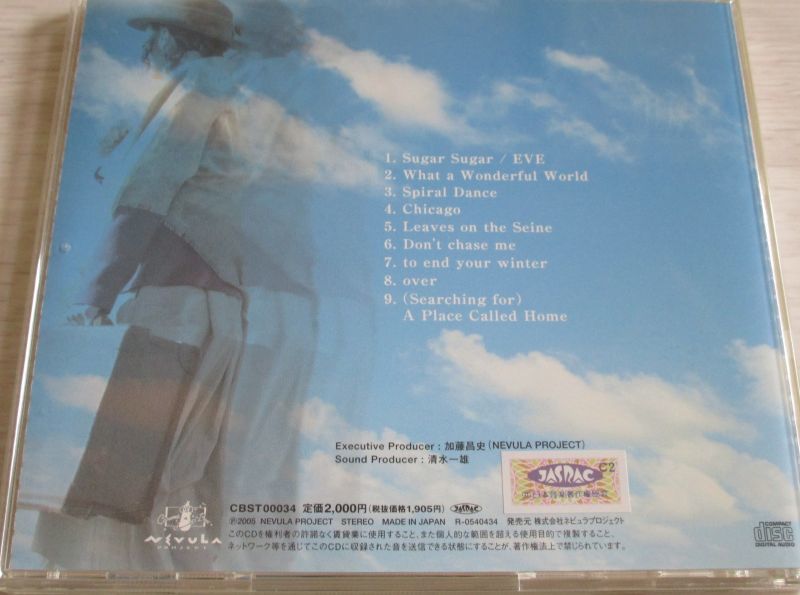 1. Sugar Sugar / EVE
2. What a Wonderful World
3. Spiral Dance
4. Chicago
5. Leaves on the Seine
6. Don't chase me
7. to end your winter
8. over
9. (Searching for)
A Place Called Home
Executive Producer : 加藤昌史(NEVULA PROJECT)
Sound Producer : 清水一雄
JASRAC C2
NEVULA
PROJECT
CBST00034 定価2,000円(税抜価格1,905円) JASRAC
Ⓟ2005 NEVULA PROJECT STEREO MADE IN JAPAN R-0540434 発売元 株式会社ネビュラプロジェクト
このCDを権利者の許諾なく賃貸業に使用すること、また個人的な範囲を超える使用目的で複製すること、
ネットワーク等を通じてこのCDに収録された音を送信できる状態にすることが、著作権法上で禁じられています。
COMPACT
disc
DIGITAL AUDIO